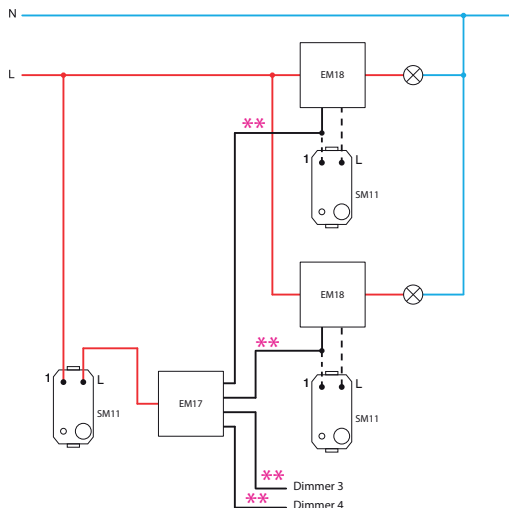 N
L
EM18
**
1 L
SM11
EM18
**
1 L
SM11
1 L
SM11
EM17
**
Dimmer 3
**
Dimmer 4